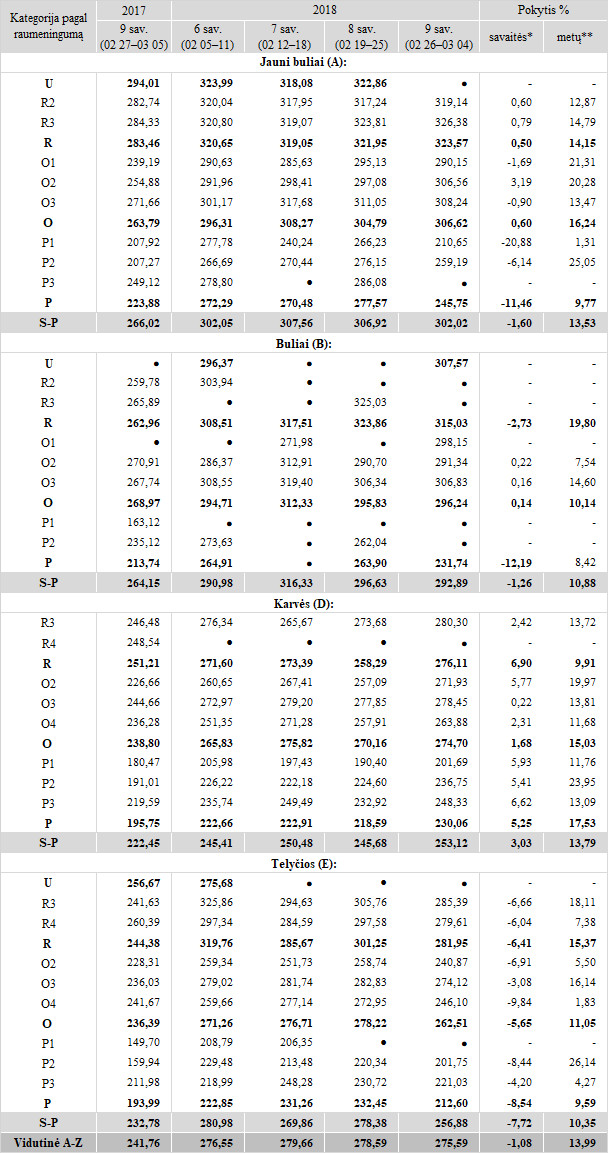 Kategorija pagal raumeningumą 2017 2018 Pokytis %
9 sav. (02 27–03 05) 6 sav. (02 05–11) 7 sav. (02 12–18) 8 sav. (02 19–25) 9 sav. (02 26–03 04) savaitės* metų**
Jauni buliai (A):
U 294,01 323,99 318,08 322,86 ● - -
R2 282,74 320,04 317,95 317,24 319,14 0,60 12,87
R3 284,33 320,80 319,07 323,81 326,38 0,79 14,79
R 283,46 320,65 319,05 321,95 323,57 0,50 14,15
O1 239,19 290,63 285,63 295,13 290,15 -1,69 21,31
O2 254,88 291,96 298,41 297,08 306,56 3,19 20,28
O3 271,66 301,17 317,68 311,05 308,24 -0,90 13,47
O 263,79 296,31 308,27 304,79 306,62 0,60 16,24
P1 207,92 277,78 240,24 266,23 210,65 -20,88 1,31
P2 207,27 266,69 270,44 276,15 259,19 -6,14 25,05
P3 249,12 278,80 ● 286,08 ● - -
P 223,88 272,29 270,48 277,57 245,75 -11,46 9,77
S-P 266,02 302,05 307,56 306,92 302,02 -1,60 13,53
Buliai (B):
U ● 296,37 ● ● 307,57 - -
R2 259,78 303,94 ● ● ● - -
R3 265,89 ● ● 325,03 ● - -
R 262,96 308,51 317,51 323,86 315,03 -2,73 19,80
O1 ● ● 271,98 ● 298,15 - -
O2 270,91 286,37 312,91 290,70 291,34 0,22 7,54
O3 267,74 308,55 319,40 306,34 306,83 0,16 14,60
O 268,97 294,71 312,33 295,83 296,24 0,14 10,14
P1 163,12 ● ● ● ● - -
P2 235,12 273,63 ● 262,04 ● - -
P 213,74 264,91 ● 263,90 231,74 -12,19 8,42
S-P 264,15 290,98 316,33 296,63 292,89 -1,26 10,88
Karvės (D):
R3 246,48 276,34 265,67 273,68 280,30 2,42 13,72
R4 248,54 ● ● ● ● - -
R 251,21 271,60 273,39 258,29 276,11 6,90 9,91
O2 226,66 260,65 267,41 257,09 271,93 5,77 19,97
O3 244,66 272,97 279,20 277,85 278,45 0,22 13,81
O4 236,28 251,35 271,28 257,91 263,88 2,31 11,68
O 238,80 265,83 275,82 270,16 274,70 1,68 15,03
P1 180,47 205,98 197,43 190,40 201,69 5,93 11,76
P2 191,01 226,22 222,18 224,60 236,75 5,41 23,95
P3 219,59 235,74 249,49 232,92 248,33 6,62 13,09
P 195,75 222,66 222,91 218,59 230,06 5,25 17,53
S-P 222,45 245,41 250,48 245,68 253,12 3,03 13,79
Telyčios (E):
U 256,67 275,68 ● ● ● - -
R3 241,63 325,86 294,63 305,76 285,39 -6,66 18,11
R4 260,39 297,34 284,59 297,58 279,61 -6,04 7,38
R 244,38 319,76 285,67 301,25 281,95 -6,41 15,37
O2 228,31 259,34 251,73 258,74 240,87 -6,91 5,50
O3 236,03 279,02 281,74 282,83 274,12 -3,08 16,14
O4 241,67 259,66 277,14 272,95 246,10 -9,84 1,83
O 236,39 271,26 276,71 278,22 262,51 -5,65 11,05
P1 149,70 208,79 206,35 ● ● - -
P2 159,94 229,48 213,48 220,34 201,75 -8,44 26,14
P3 211,98 218,99 248,28 230,72 221,03 -4,20 4,27
P 193,99 222,85 231,26 232,45 212,60 -8,54 9,59
S-P 232,78 280,98 269,86 278,38 256,88 -7,72 10,35
Vidutinė A-Z 241,76 276,55 279,66 278,59 275,59 -1,08 13,99